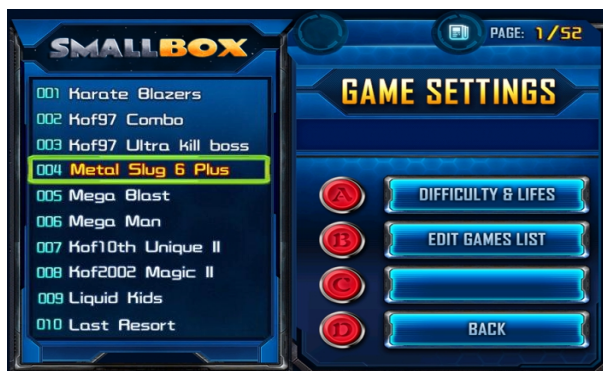 SMALLBOX
001 Karate Blazers
002 Kof97 Combo
003 Kof97 Ultra kill boss
004 Metal Slug 6 Plus
005 Mega Blast
006 Mega Man
007 Kof10th Unique II
008 Kof2002 Magic II
009 Liquid Kids
010 Last Resort
PAGE: 1/52
GAME SETTINGS
A DIFFICULTY & LIFES
B EDIT GAMES LIST
C
D BACK